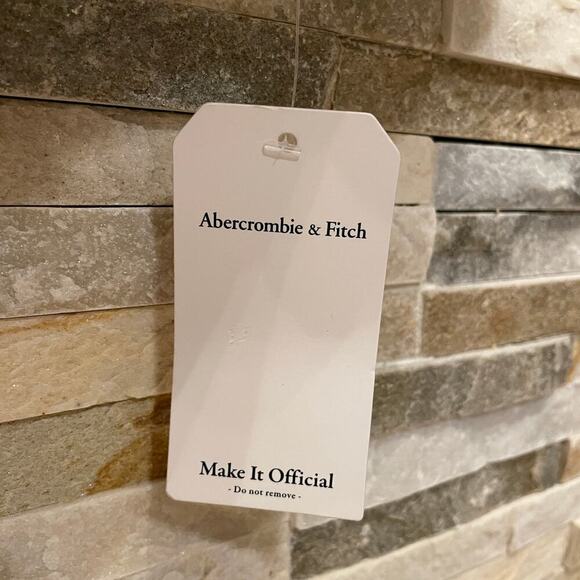 Abercrombie & Fitch
Make It Official
- Do not remove -